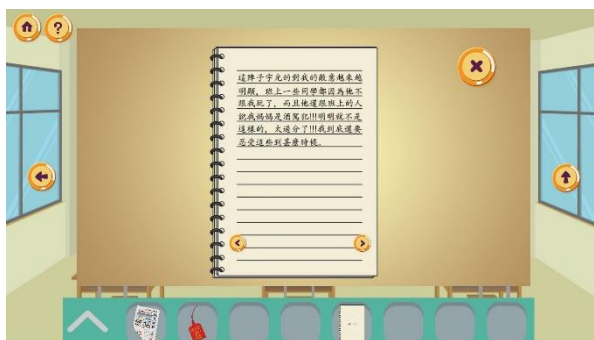 這陣子宇光的對我的敵意越來越
明顯，班上一些同學都因為他不
跟我玩了，而且他還跟班上的人
說我媽媽是酒駕犯!!!明明就不是
這樣的，太過分了!!!我到底還要
忍受這些到甚麼時候。